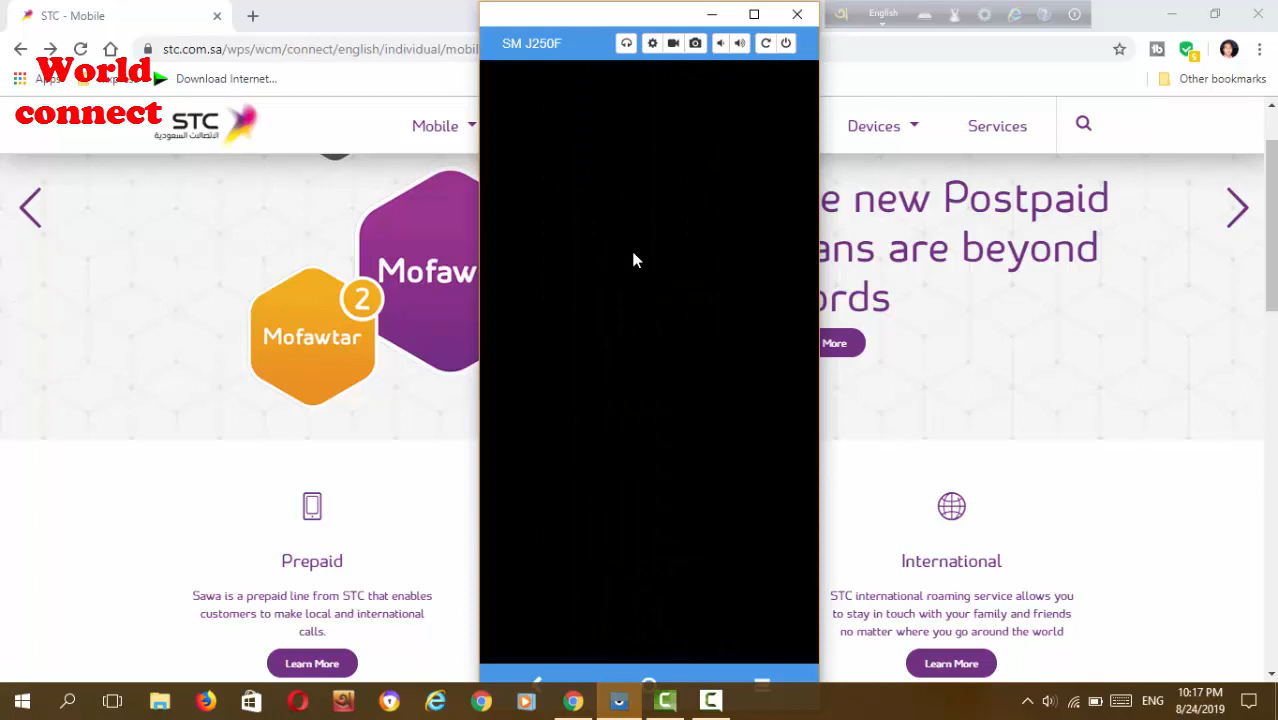 STC - Mobile
English
SM J250F
stc.com.sa/wps/wcm/connect/english/individual/mobil
Apps
Download Internet...
Other bookmarks
World
connect
STC
الاتصالات السعودية
Mobile
Devices
Services
e new Postpaid
ans are beyond
ords
More
Mofaw
2
Mofawtar
Prepaid
Sawa is a prepaid line from STC that enables
customers to make local and international
calls.
Learn More
International
STC international roaming service allows you
to stay in touch with your family and friends
no matter where you go around the world
Learn More
ENG
10:17 PM
8/24/2019